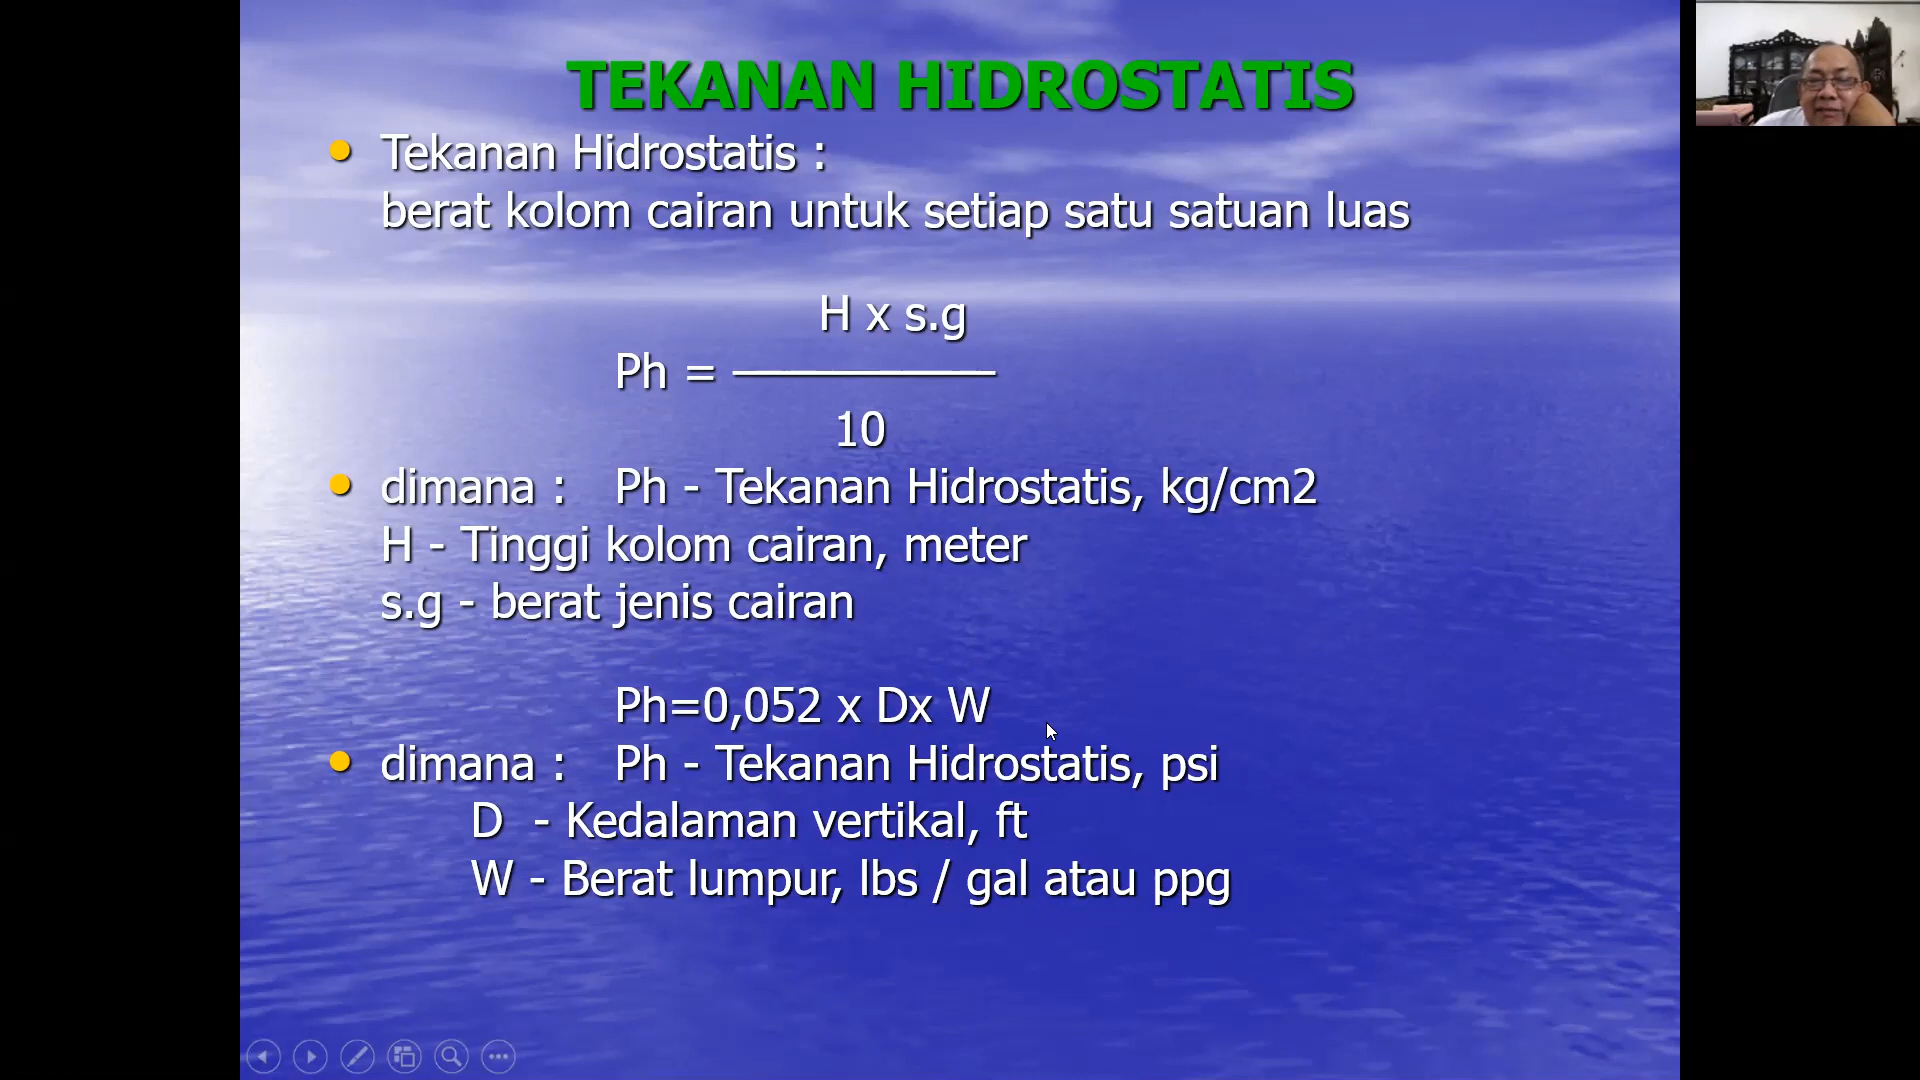 TEKANAN HIDROSTATIS
Tekanan Hidrostatis :
berat kolom cairan untuk setiap satu satuan luas
H x s.g
Ph = ──────────
10
dimana : Ph - Tekanan Hidrostatis, kg/cm2
H - Tinggi kolom cairan, meter
s.g - berat jenis cairan
Ph=0,052 x Dx W
dimana : Ph - Tekanan Hidrostatis, psi
D - Kedalaman vertikal, ft
W - Berat lumpur, lbs / gal atau ppg